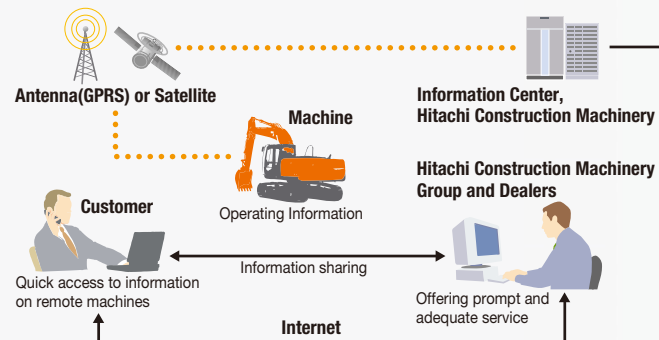 Antenna(GPRS) or Satellite
Information Center,
Hitachi Construction Machinery
Machine
Operating Information
Hitachi Construction Machinery
Group and Dealers
Customer
Quick access to information
on remote machines
Information sharing
Offering prompt and
adequate service
Internet